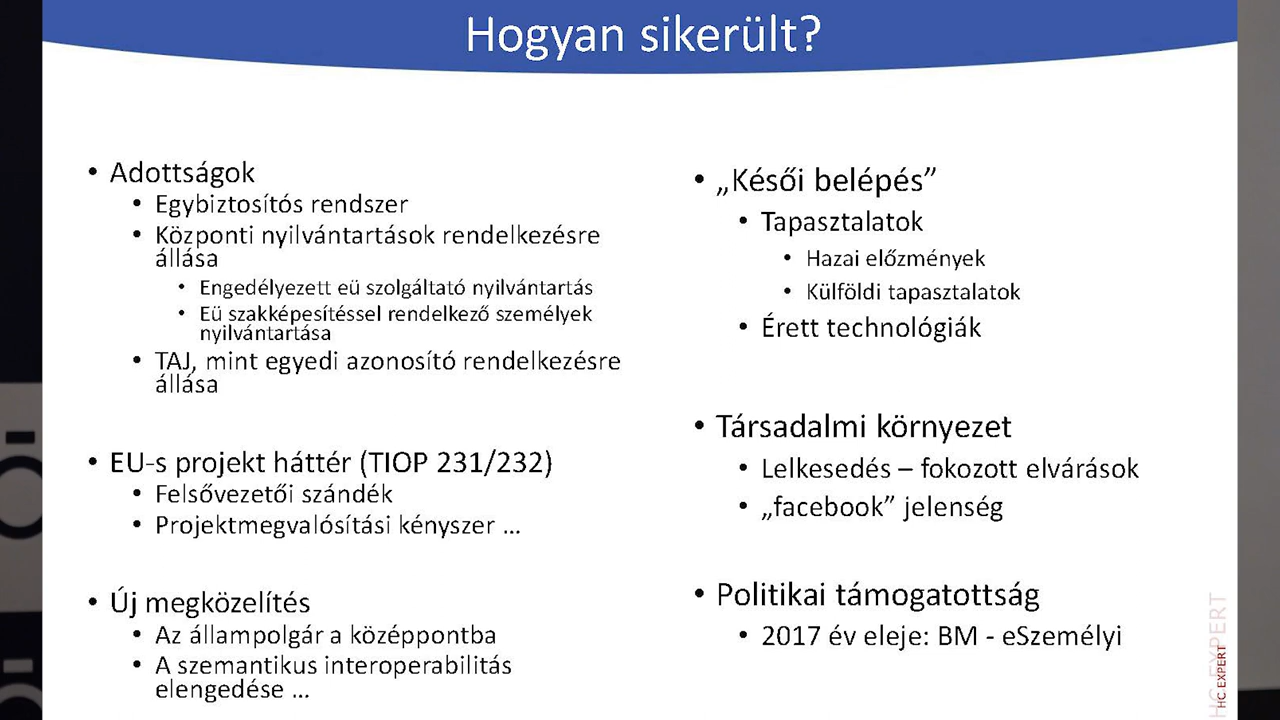 Hogyan sikerült?
• Adottságok
• Egybiztosítós rendszer
• Központi nyilvántartások rendelkezésre
állása
• Engedélyezett eü szolgáltató nyilvántartás
• Eü szakképesítéssel rendelkező személyek
nyilvántartása
• TAJ, mint egyedi azonosító rendelkezésre
állása
• EU-s projekt háttér (TIOP 231/232)
• Felsővezetői szándék
• Projektmegvalósítási kényszer ...
• Új megközelítés
• Az állampolgár a középpontba
• A szemantikus interoperabilitás
elengedése ...
• „Késői belépés”
• Tapasztalatok
• Hazai előzmények
• Külföldi tapasztalatok
• Érett technológiák
• Társadalmi környezet
• Lelkesedés – fokozott elvárások
• „facebook” jelenség
• Politikai támogatottság
• 2017 év eleje: BM - eSzemélyi
HC EXPERT
HC. EXPERT